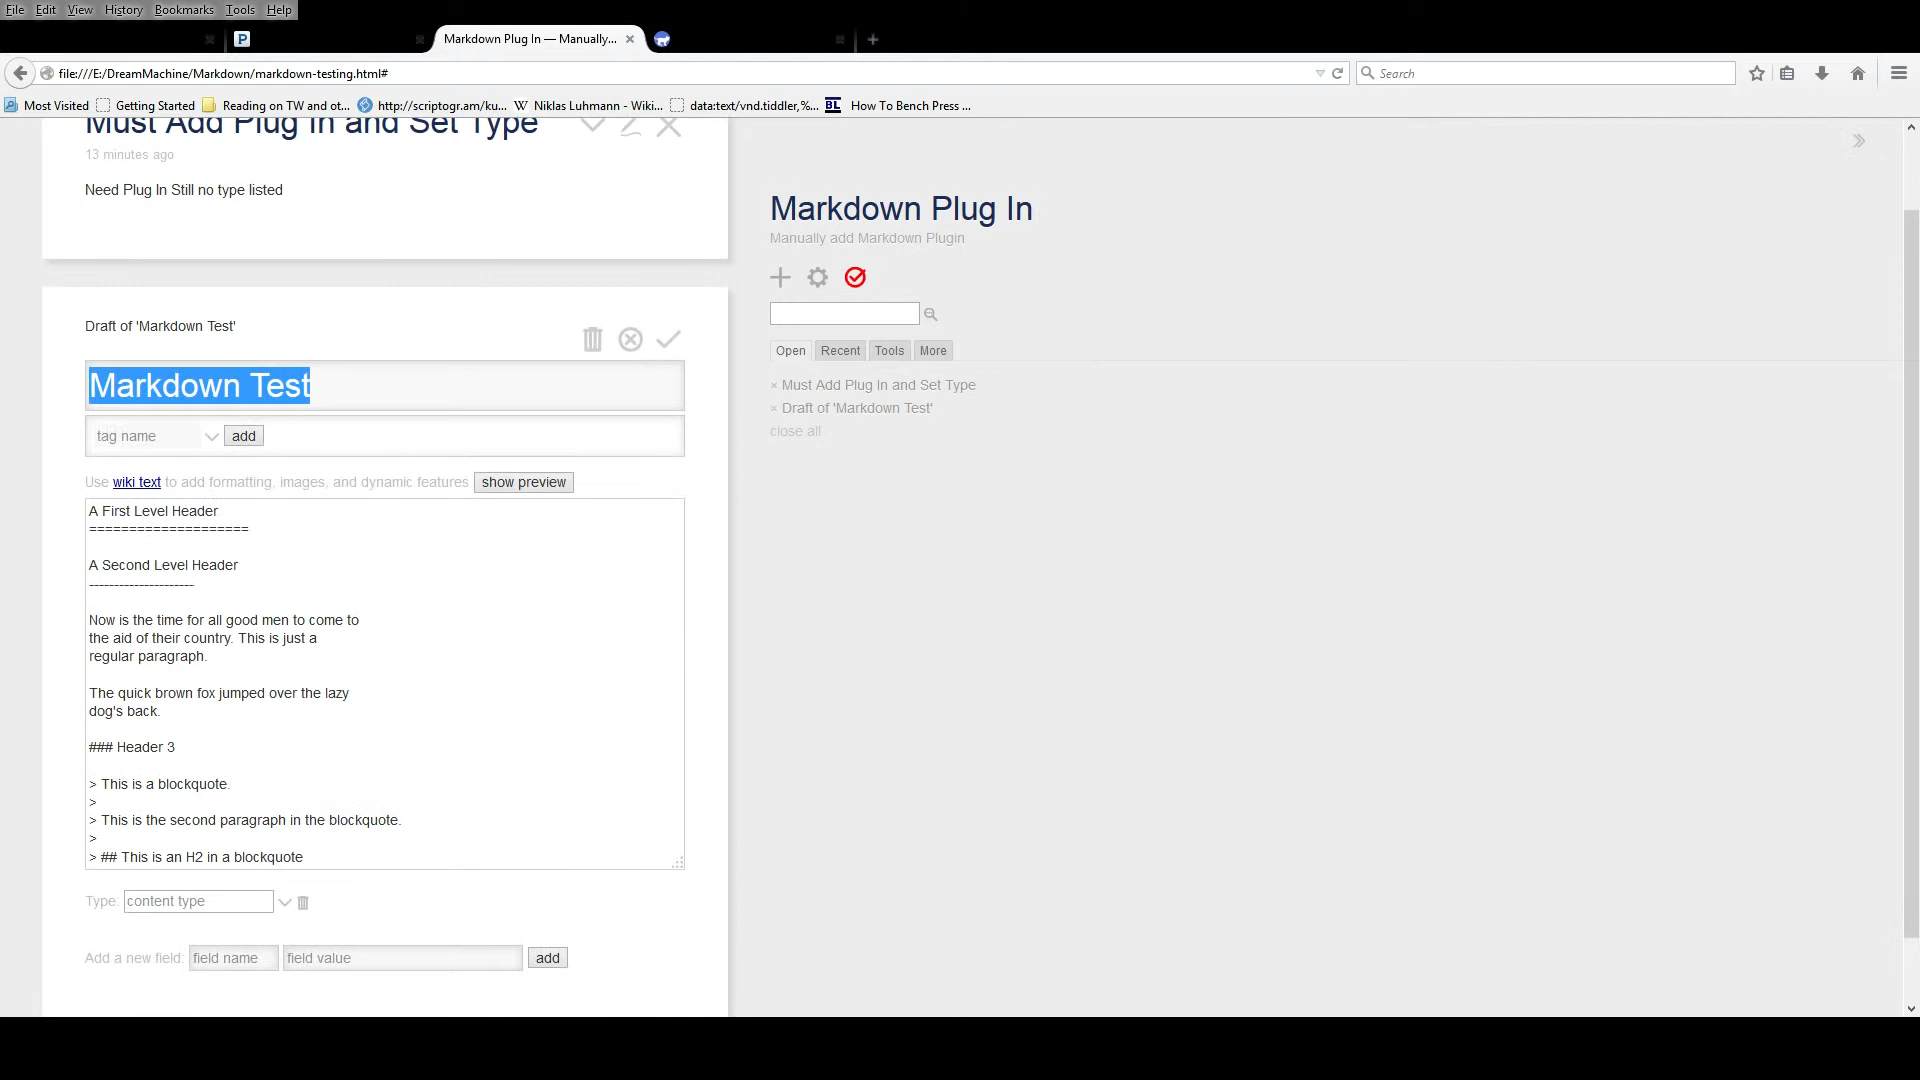 File Edit View History Bookmarks Tools Help
P Markdown Plug In — Manually...
file:///E:/DreamMachine/Markdown/markdown-testing.html# Search
Most Visited Getting Started Reading on TW and ot... http://scriptogr.am/ku... W Niklas Luhmann - Wiki... data:text/vnd.tiddler,%... BL How To Bench Press ...
Must Add Plug In and Set Type
13 minutes ago
Need Plug In Still no type listed
Draft of 'Markdown Test'
Markdown Test
tag name add
Use wiki text to add formatting, images, and dynamic features show preview
A First Level Header
====================
A Second Level Header
---------------------
Now is the time for all good men to come to
the aid of their country. This is just a
regular paragraph.
The quick brown fox jumped over the lazy
dog's back.
### Header 3
> This is a blockquote.
>
> This is the second paragraph in the blockquote.
>
> ## This is an H2 in a blockquote
Type: content type
Add a new field: field name field value add
Markdown Plug In
Manually add Markdown Plugin
Open Recent Tools More
× Must Add Plug In and Set Type
× Draft of 'Markdown Test'
close all